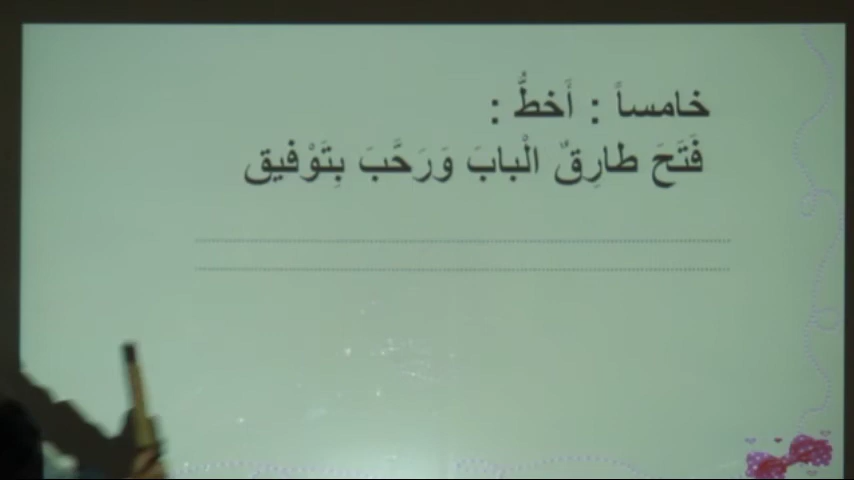 خامساً : أَخطُّ :
فَتَحَ طارِقٌ الْبابَ وَرَحَّبَ بِتَوْفيق